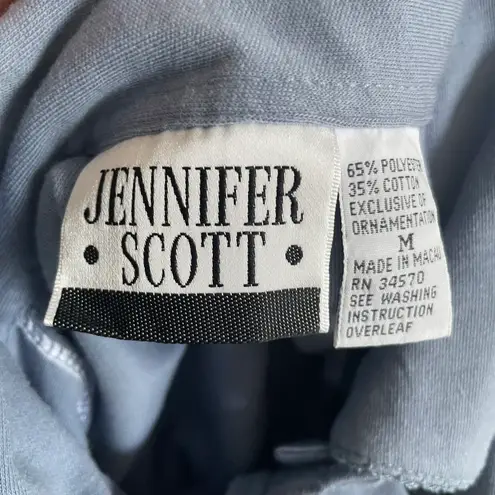 JENNIFER
• SCOTT •
65% POLYESTER
35% COTTON
EXCLUSIVE OF
ORNAMENTATION
M
MADE IN MACAU
RN 34570
SEE WASHING
INSTRUCTION
OVERLEAF